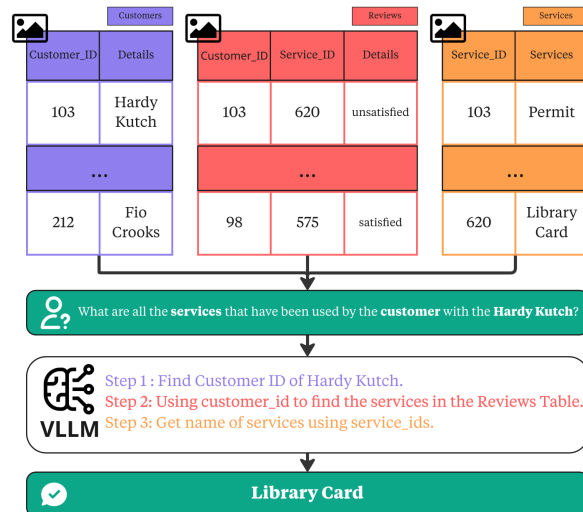 Customers
Customer_ID Details
103 Hardy Kutch
...
212 Fio Crooks
Reviews
Customer_ID Service_ID Details
103 620 unsatisfied
...
98 575 satisfied
Services
Service_ID Services
103 Permit
...
620 Library Card
What are all the services that have been used by the customer with the Hardy Kutch?
VLLM
Step 1 : Find Customer ID of Hardy Kutch.
Step 2: Using customer_id to find the services in the Reviews Table.
Step 3: Get name of services using service_ids.
Library Card